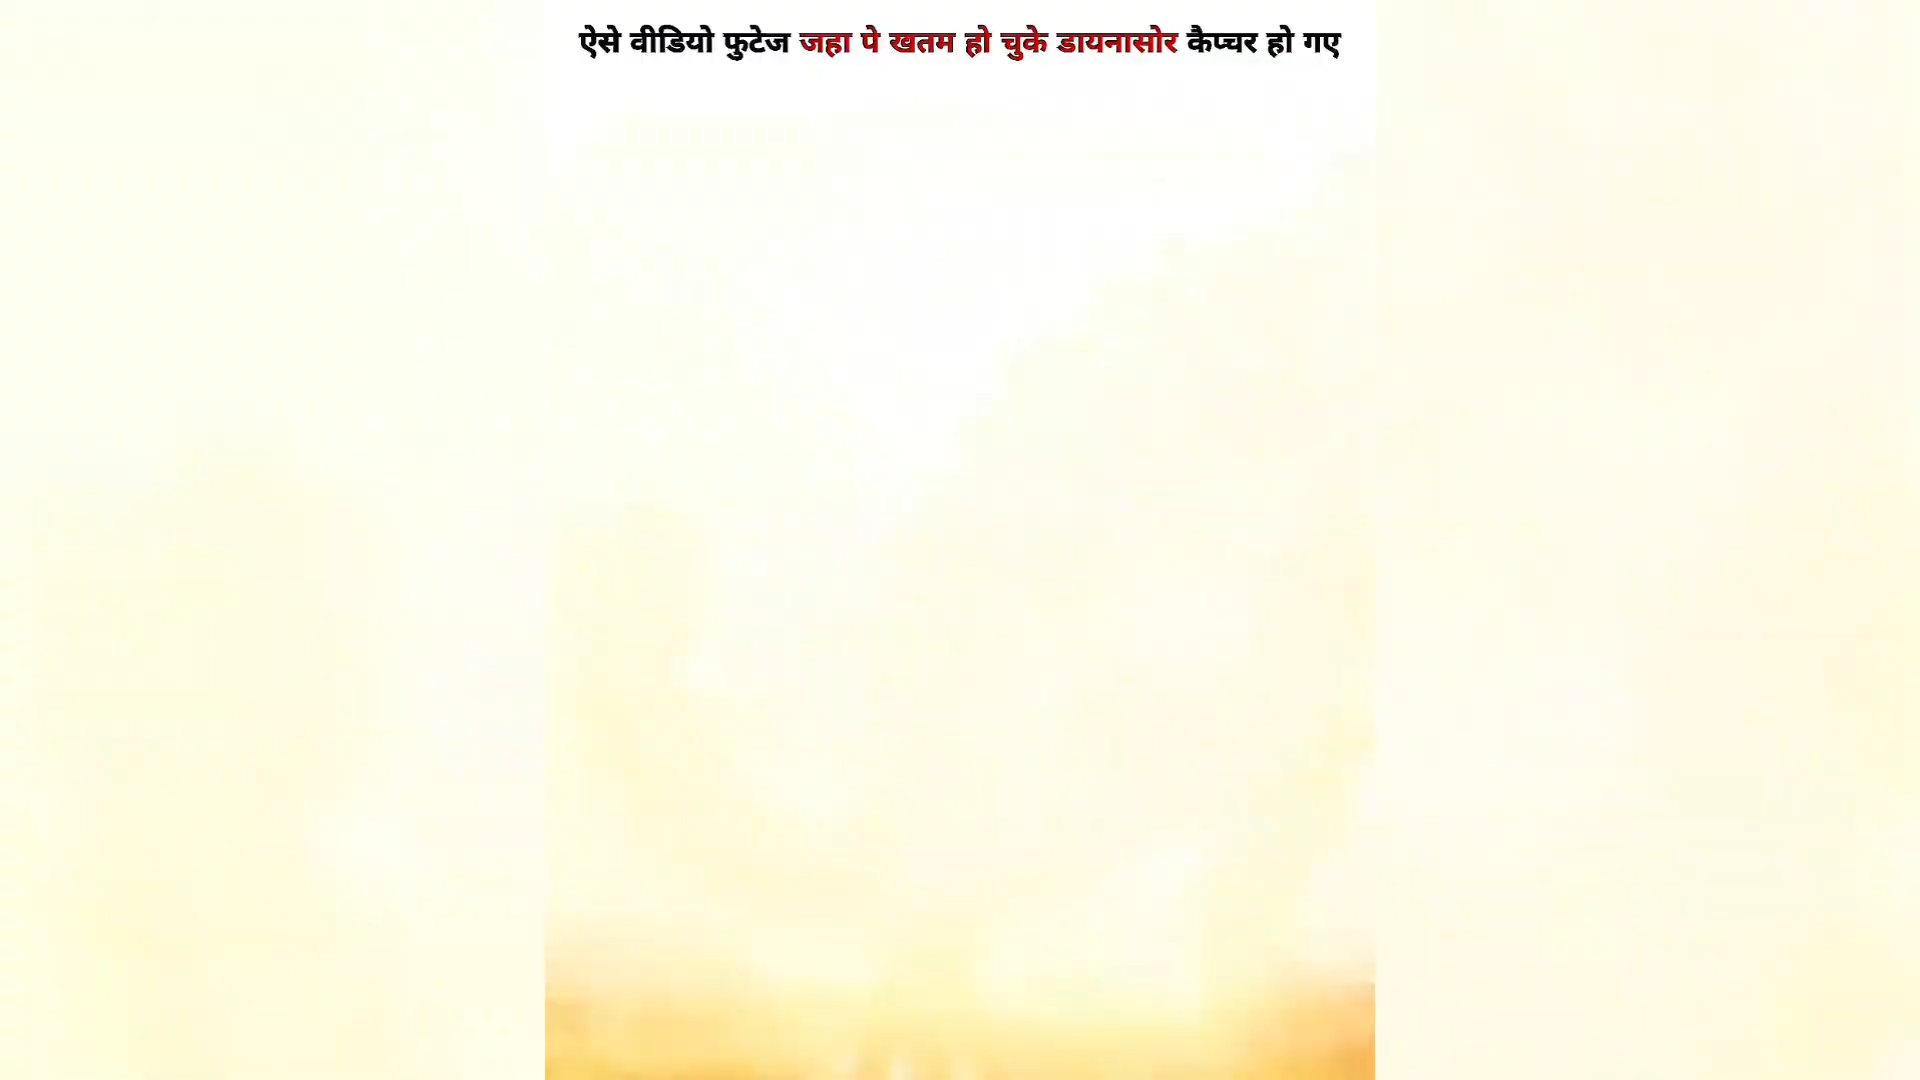 ऐसे वीडियो फुटेज जहा पे खतम हो चुके डायनासोर कैप्चर हो गए